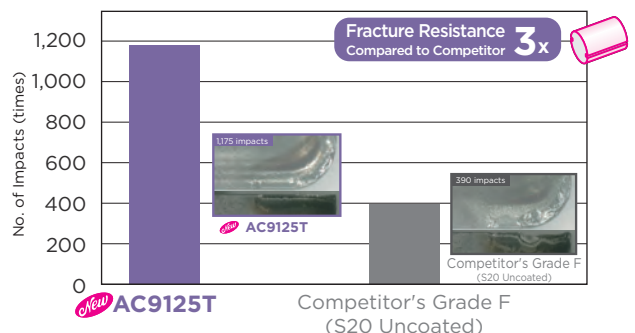 Fracture Resistance
Compared to Competitor 3x
No. of Impacts (times)
1,200
1,000
800
600
400
200
0
1,175 impacts
New AC9125T
390 impacts
Competitor's Grade F
(S20 Uncoated)
New AC9125T
Competitor's Grade F
(S20 Uncoated)